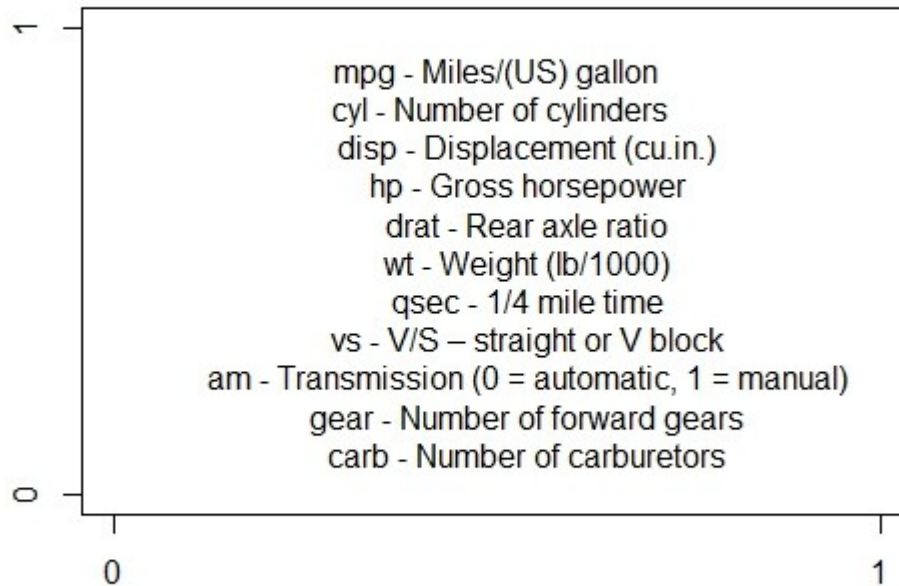 1
mpg - Miles/(US) gallon
cyl - Number of cylinders
disp - Displacement (cu.in.)
hp - Gross horsepower
drat - Rear axle ratio
wt - Weight (lb/1000)
qsec - 1/4 mile time
vs - V/S – straight or V block
am - Transmission (0 = automatic, 1 = manual)
gear - Number of forward gears
carb - Number of carburetors
0
0 1